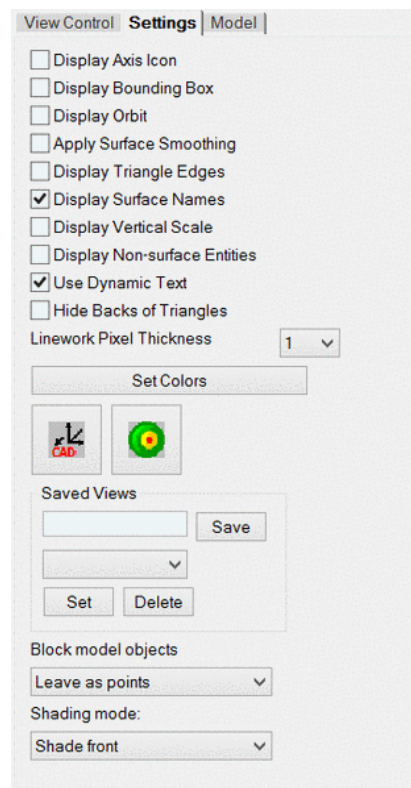 View Control Settings Model
Display Axis Icon
Display Bounding Box
Display Orbit
Apply Surface Smoothing
Display Triangle Edges
Display Surface Names
Display Vertical Scale
Display Non-surface Entities
Use Dynamic Text
Hide Backs of Triangles
Linework Pixel Thickness 1
Set Colors
CAD
Saved Views
Save
Set Delete
Block model objects
Leave as points
Shading mode:
Shade front